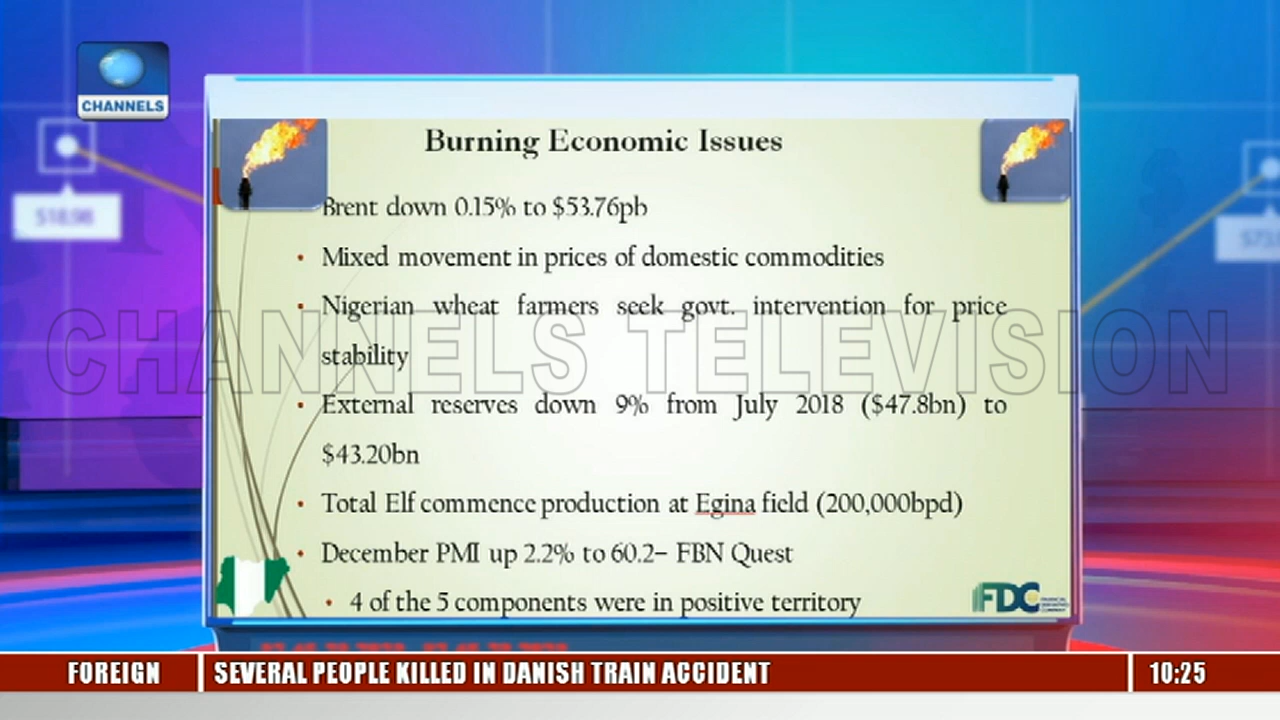 CHANNELS
Burning Economic Issues
Brent down 0.15% to $53.76pb
• Mixed movement in prices of domestic commodities
• Nigerian wheat farmers seek govt. intervention for price
stability
• External reserves down 9% from July 2018 ($47.8bn) to
$43.20bn
• Total Elf commence production at Egina field (200,000bpd)
• December PMI up 2.2% to 60.2– FBN Quest
• 4 of the 5 components were in positive territory
CHANNELS TELEVISION
FDC
FOREIGN
SEVERAL PEOPLE KILLED IN DANISH TRAIN ACCIDENT
10:25